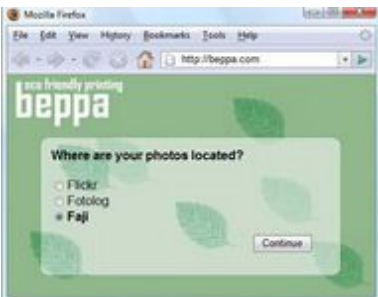 Mozilla Firefox
File Edit View History Bookmarks Tools Help
http://beppa.com
eco friendly printing
beppa
Where are your photos located?
Flickr
Fotolog
Faji
Continue